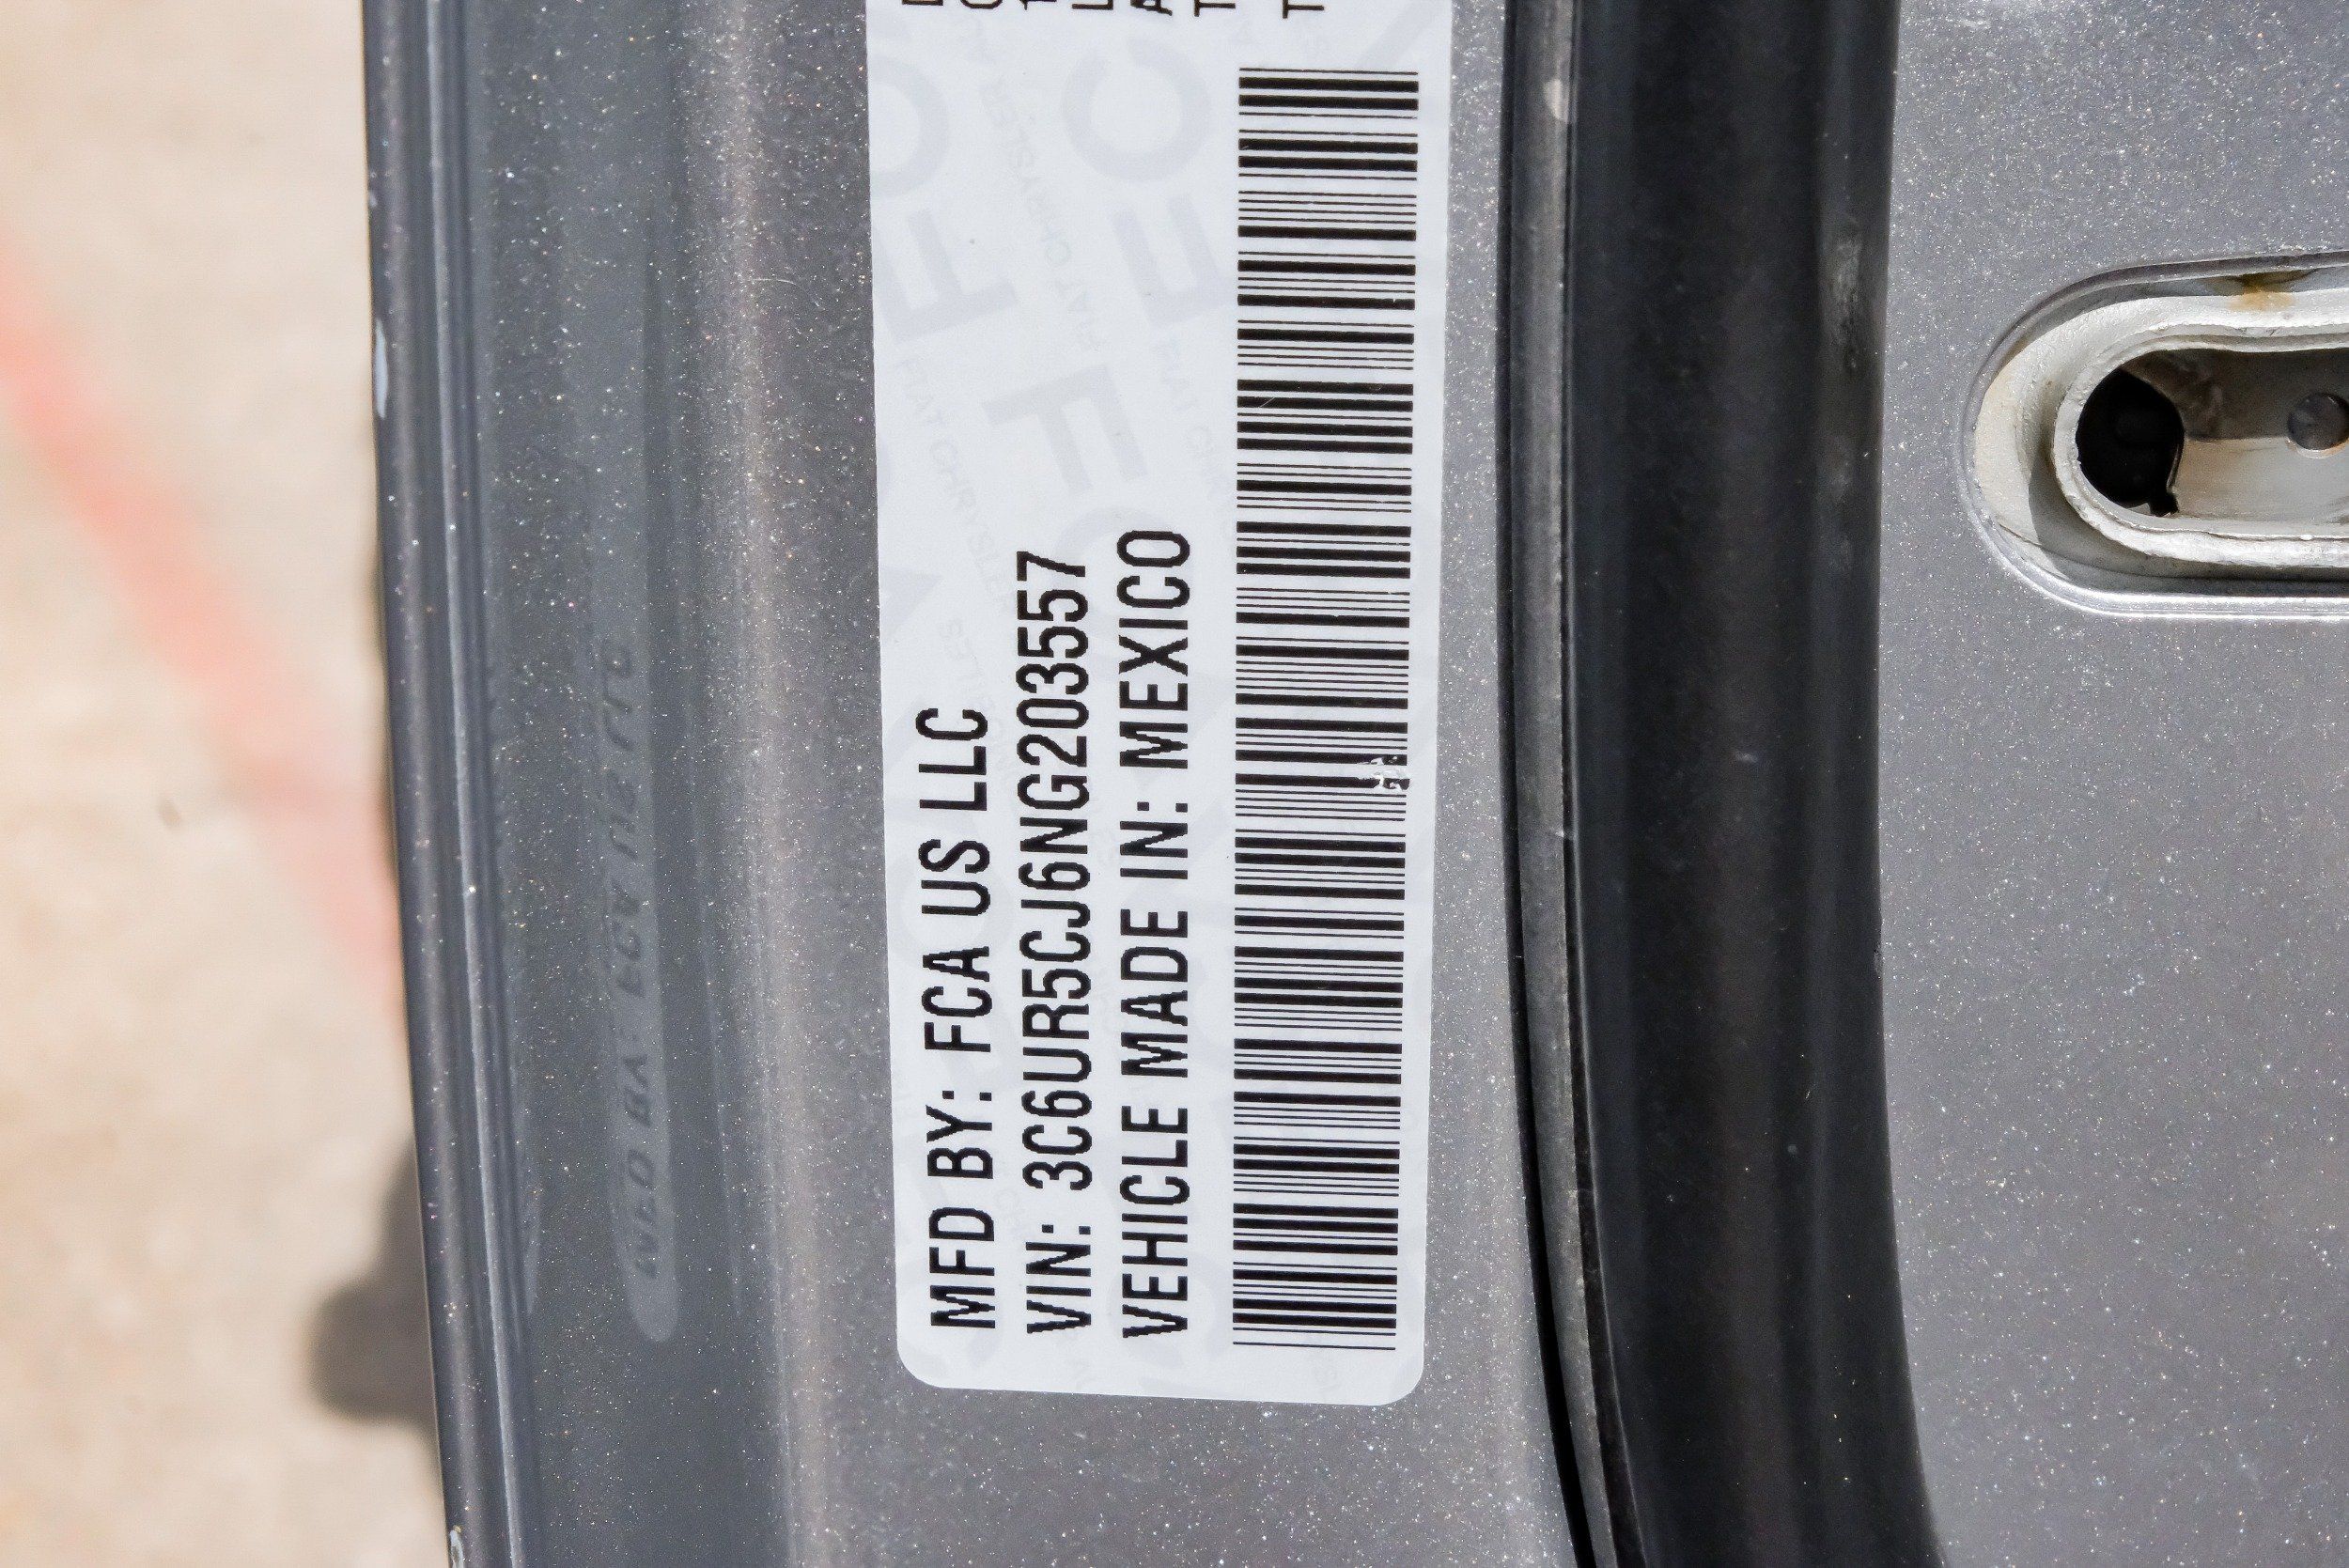 MFD BY: FCA US LLC
VIN: 3C6UR5CJ6NG203557
VEHICLE MADE IN: MEXICO